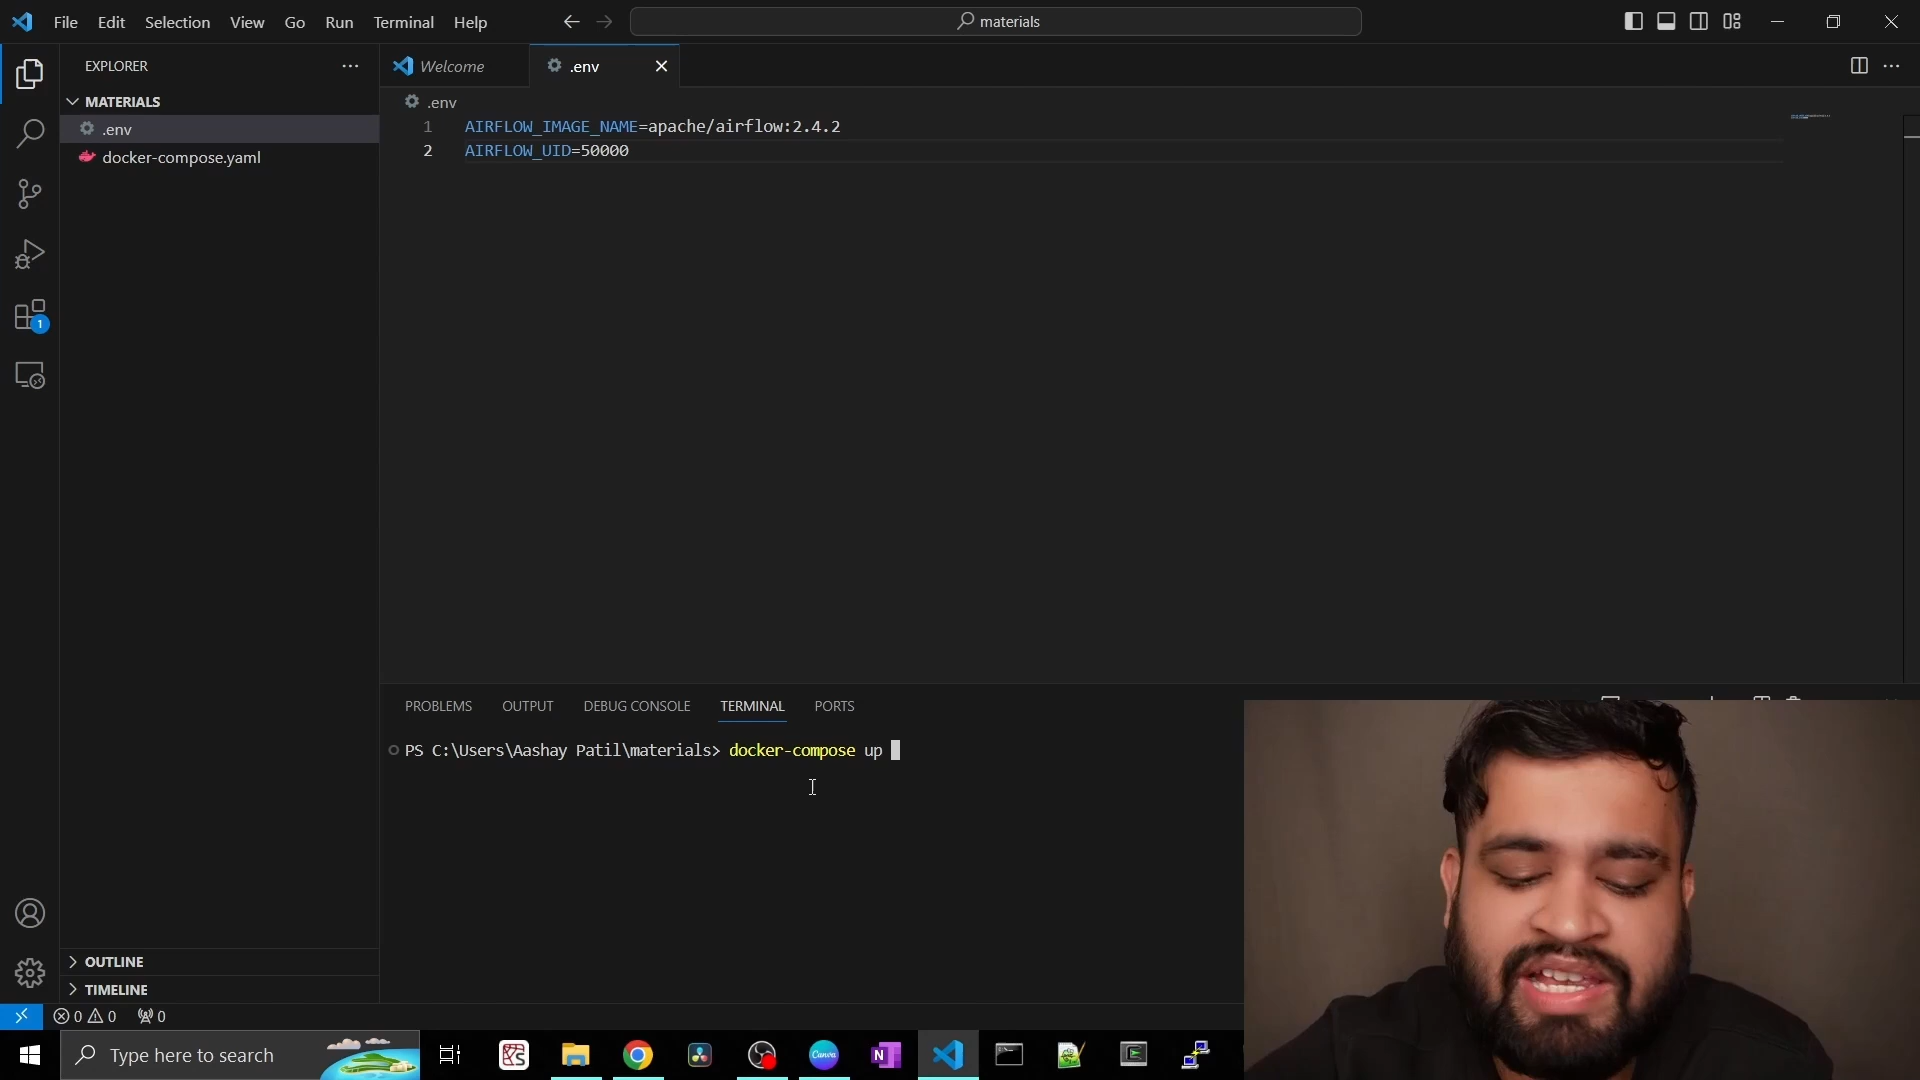 File Edit Selection View Go Run Terminal Help
materials
EXPLORER
Welcome
.env
MATERIALS
.env
docker-compose.yaml
.env
1 AIRFLOW_IMAGE_NAME=apache/airflow:2.4.2
2 AIRFLOW_UID=50000
1
PROBLEMS OUTPUT DEBUG CONSOLE TERMINAL PORTS
PS C:\Users\Aashay Patil\materials> docker-compose up
OUTLINE
TIMELINE
0 0 0
Type here to search
Canva
N